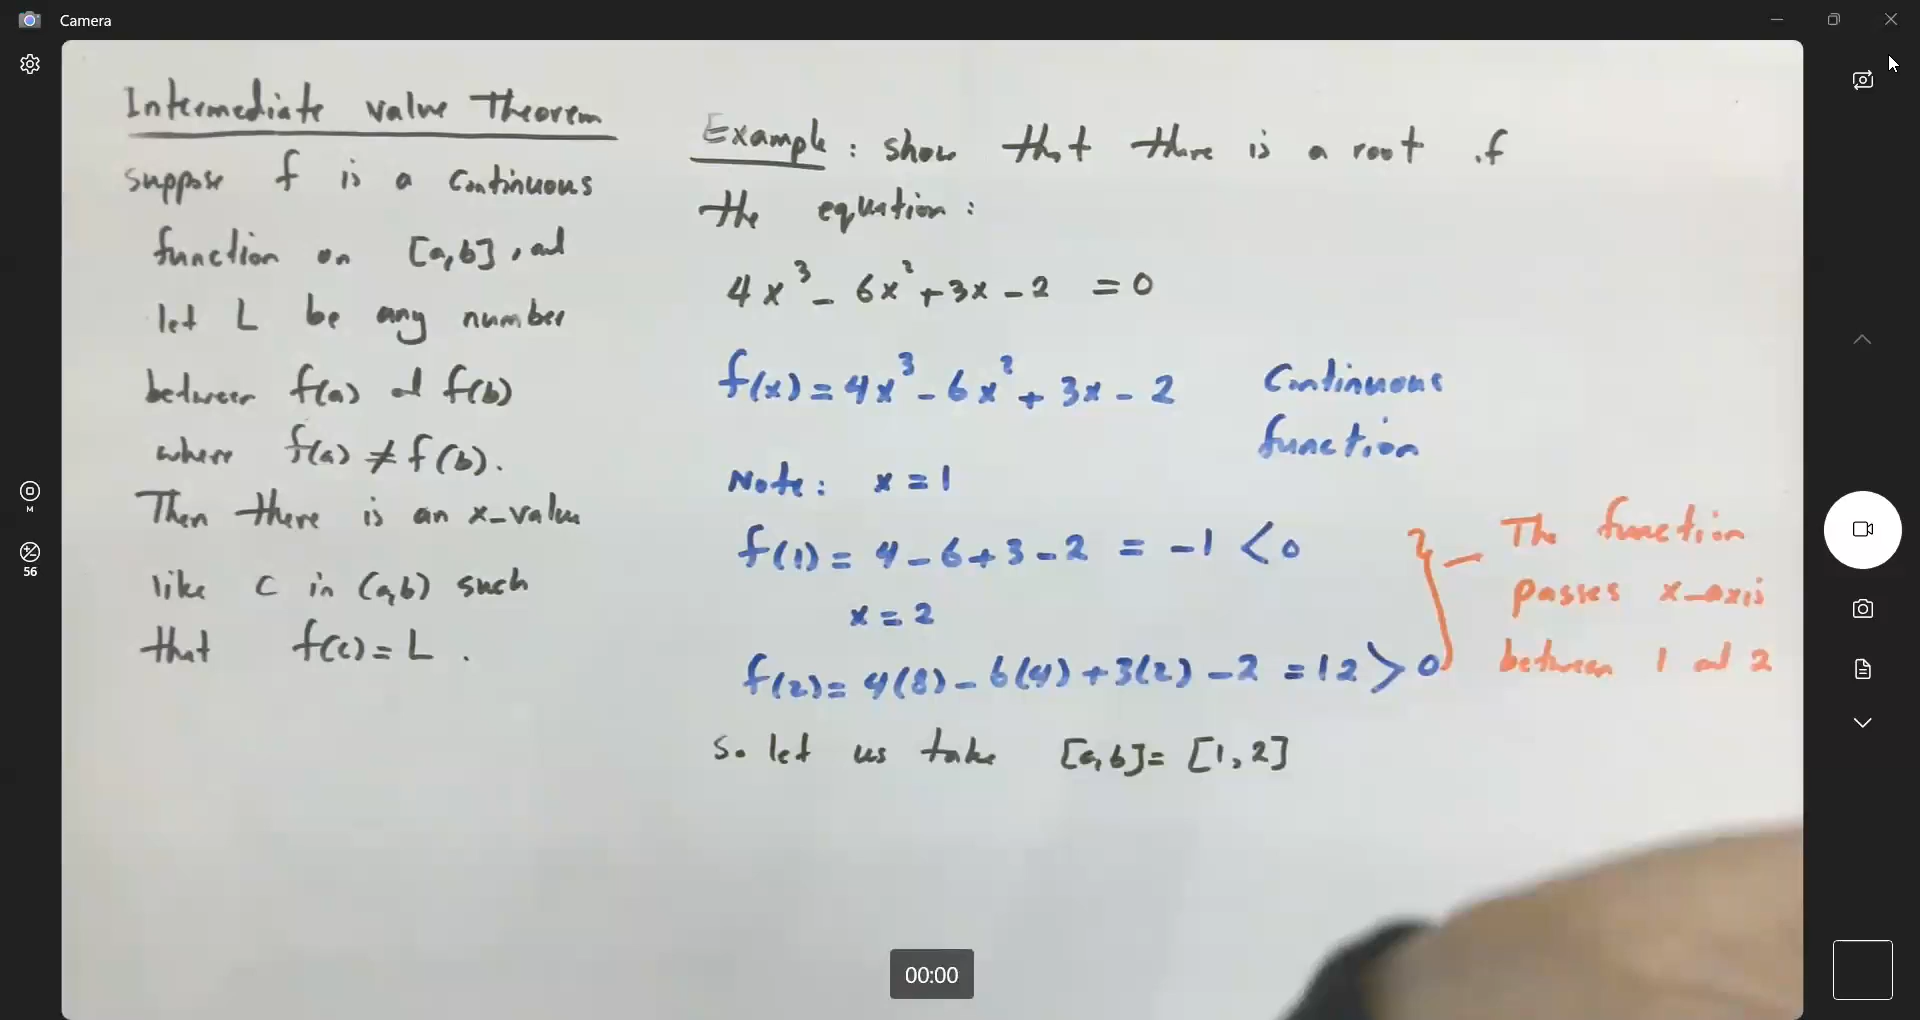 Camera
Intermediate value Theorem
suppose f is a continuous
function on [a,b], and
let L be any number
between f(a) and f(b)
where f(a) ≠ f(b).
Then there is an x-value
like c in (a,b) such
that f(c) = L .
Example : show that there is a root of
the equation :
4x³ - 6x² + 3x - 2 = 0
f(x) = 4x³ - 6x² + 3x - 2
Continuous
function
Note : x = 1
f(1) = 4 - 6 + 3 - 2 = -1 < 0
x = 2
f(2) = 4(8) - 6(4) + 3(2) - 2 = 12 > 0
The function
passes x-axis
between 1 and 2
So let us take [a,b] = [1,2]
M
56
00:00